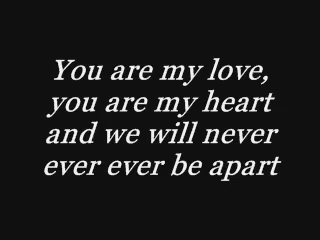 You are my love,
you are my heart
and we will never
ever ever be apart